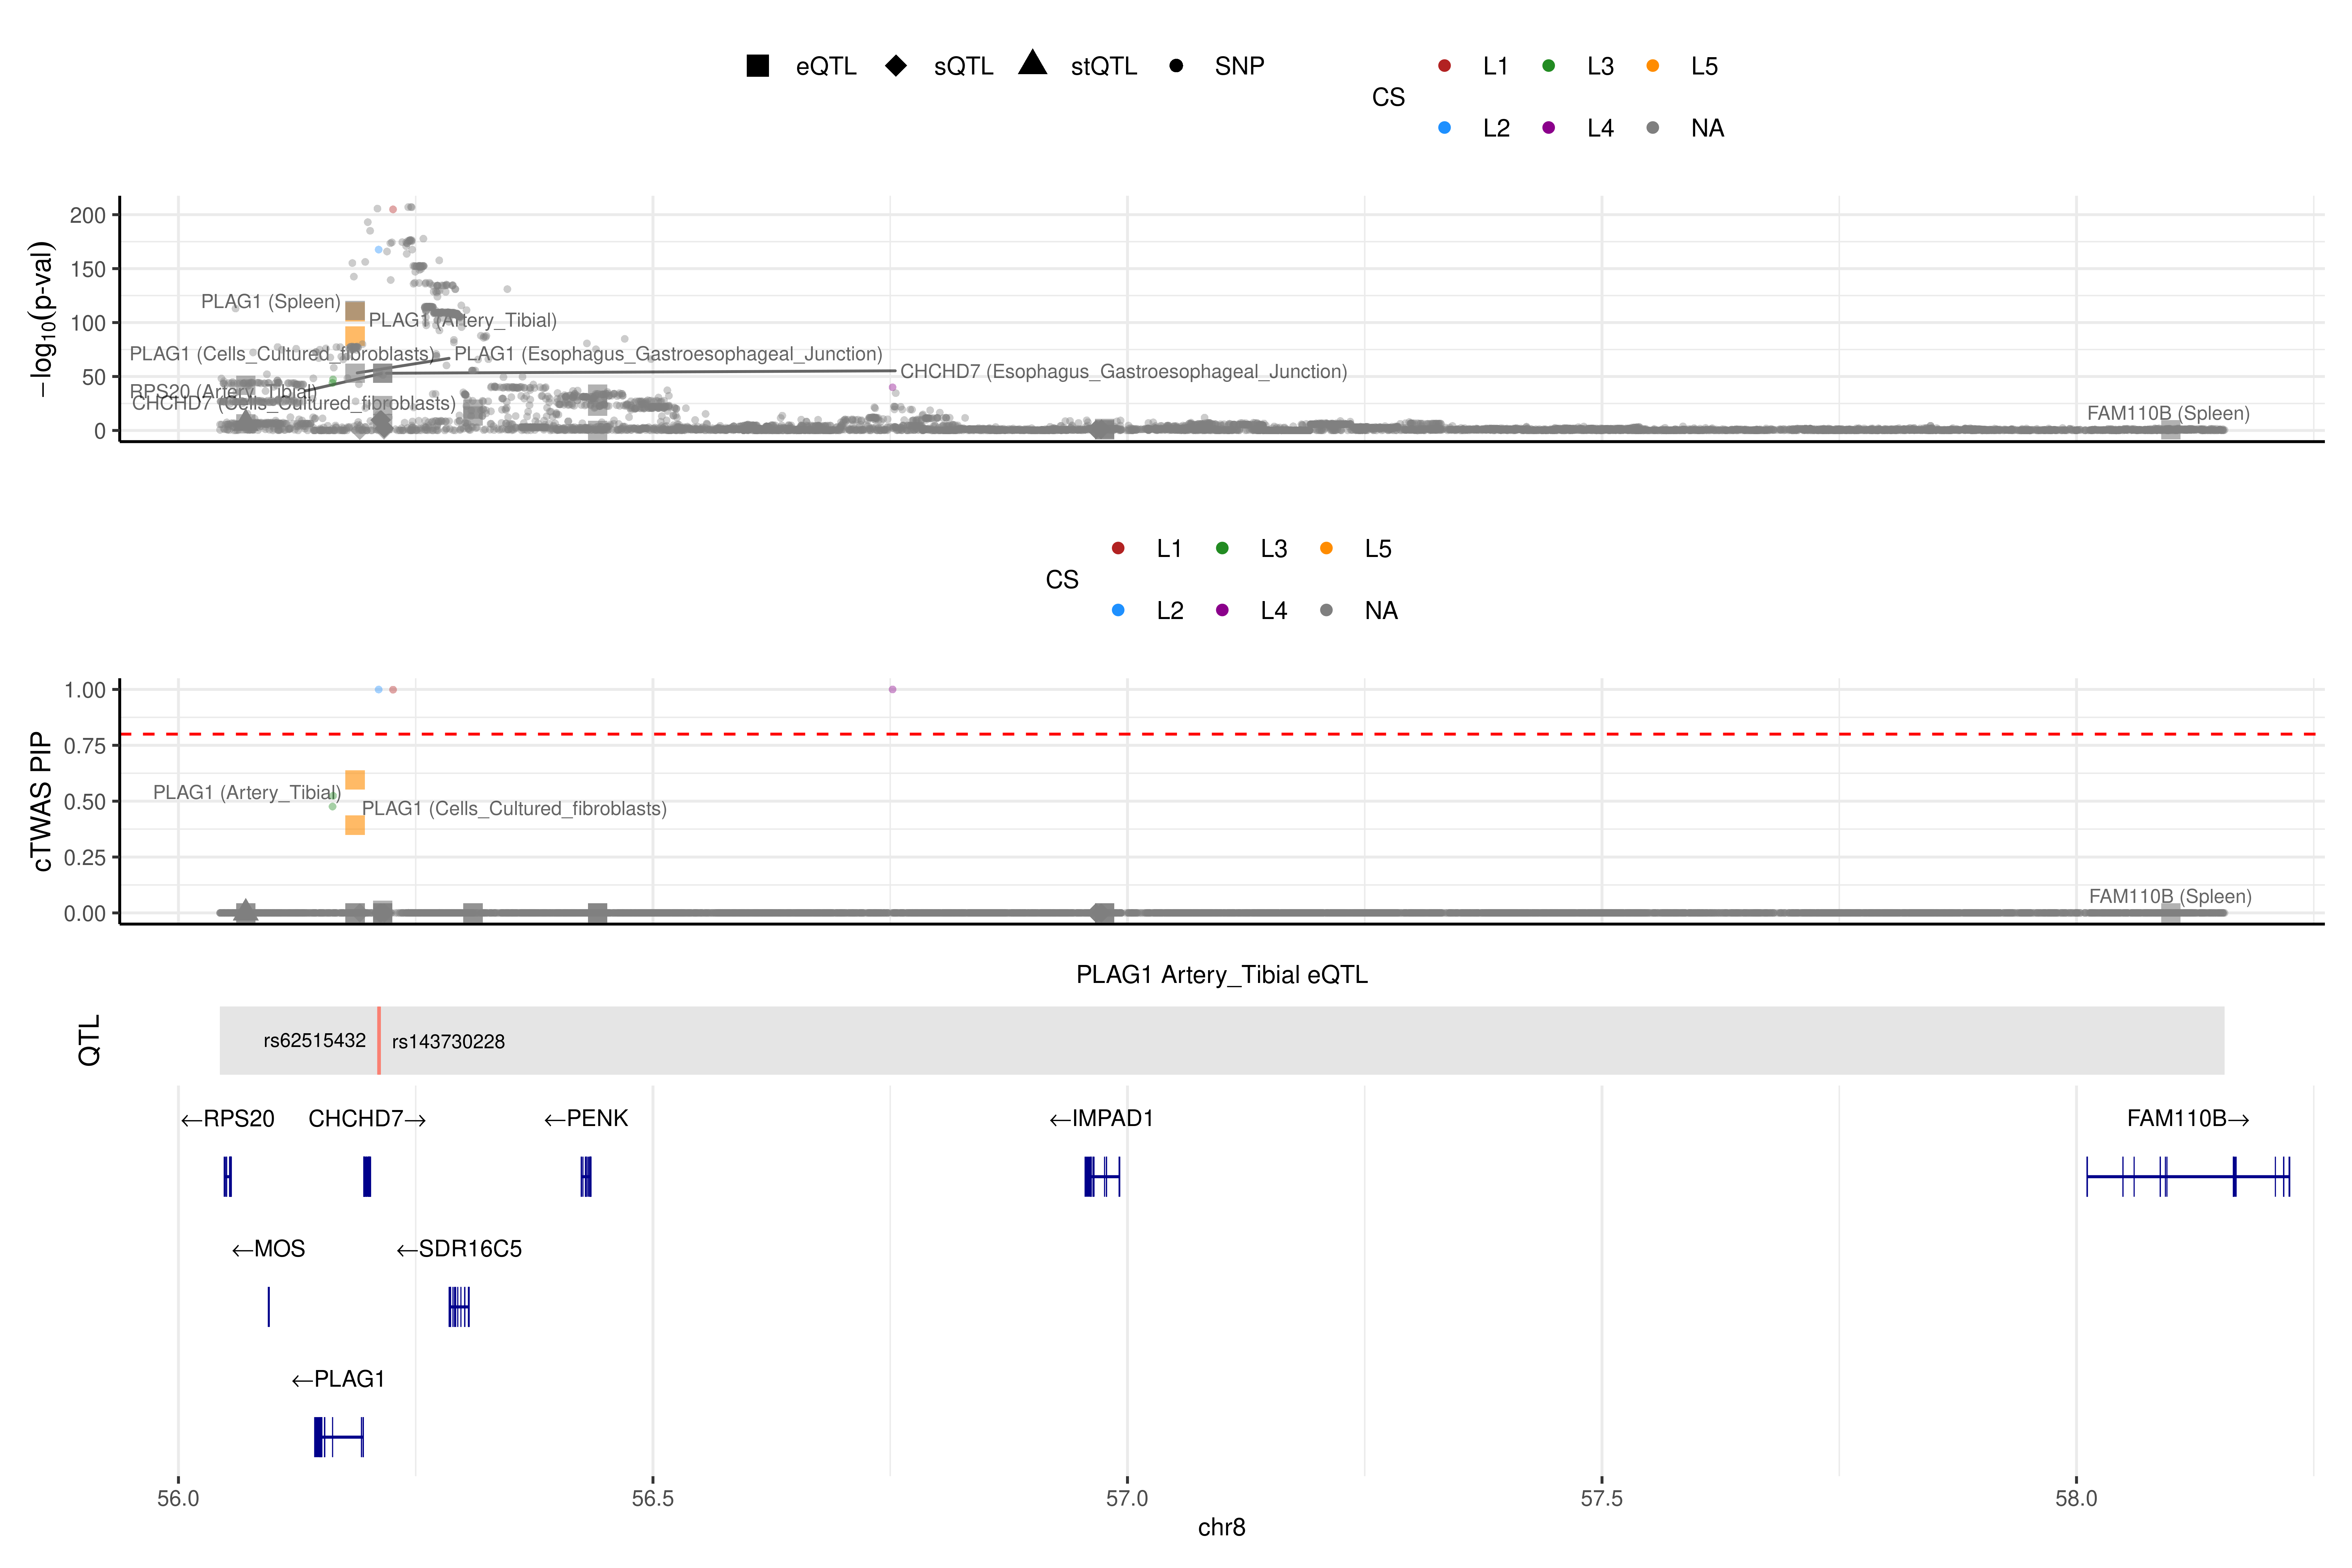 eQTL sQTL stQTL SNP
CS
L1 L3 L5
L2 L4 NA
−log10(p-val)
200
150
100
50
0
PLAG1 (Spleen)
PLAG1 (Artery_Tibial)
PLAG1 (Cells_Cultured_fibroblasts)
PLAG1 (Esophagus_Gastroesophageal_Junction)
CHCHD7 (Esophagus_Gastroesophageal_Junction)
RPS20 (Artery_Tibial)
CHCHD7 (Cells_Cultured_fibroblasts)
FAM110B (Spleen)
CS
L1 L3 L5
L2 L4 NA
cTWAS PIP
1.00
0.75
0.50
0.25
0.00
PLAG1 (Artery_Tibial)
PLAG1 (Cells_Cultured_fibroblasts)
FAM110B (Spleen)
PLAG1 Artery_Tibial eQTL
QTL
rs62515432 rs143730228
←RPS20 CHCHD7→ ←PENK ←IMPAD1 FAM110B→
←MOS ←SDR16C5
←PLAG1
56.0 56.5 57.0 57.5 58.0
chr8